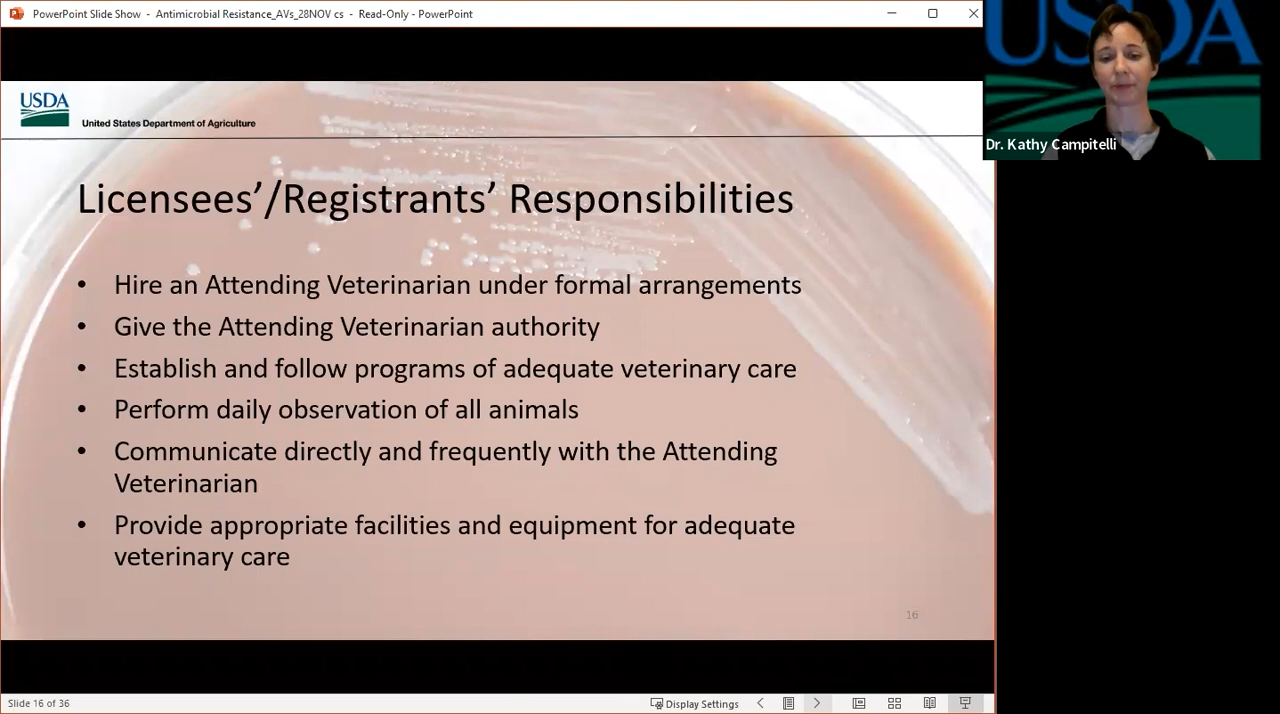 PowerPoint Slide Show - Antimicrobial Resistance_AVs_28NOV cs - Read-Only - PowerPoint
USDA
Dr. Kathy Campitelli
USDA
United States Department of Agriculture
Licensees'/Registrants' Responsibilities
• Hire an Attending Veterinarian under formal arrangements
• Give the Attending Veterinarian authority
• Establish and follow programs of adequate veterinary care
• Perform daily observation of all animals
• Communicate directly and frequently with the Attending
Veterinarian
• Provide appropriate facilities and equipment for adequate
veterinary care
16
Slide 16 of 36
Display Settings